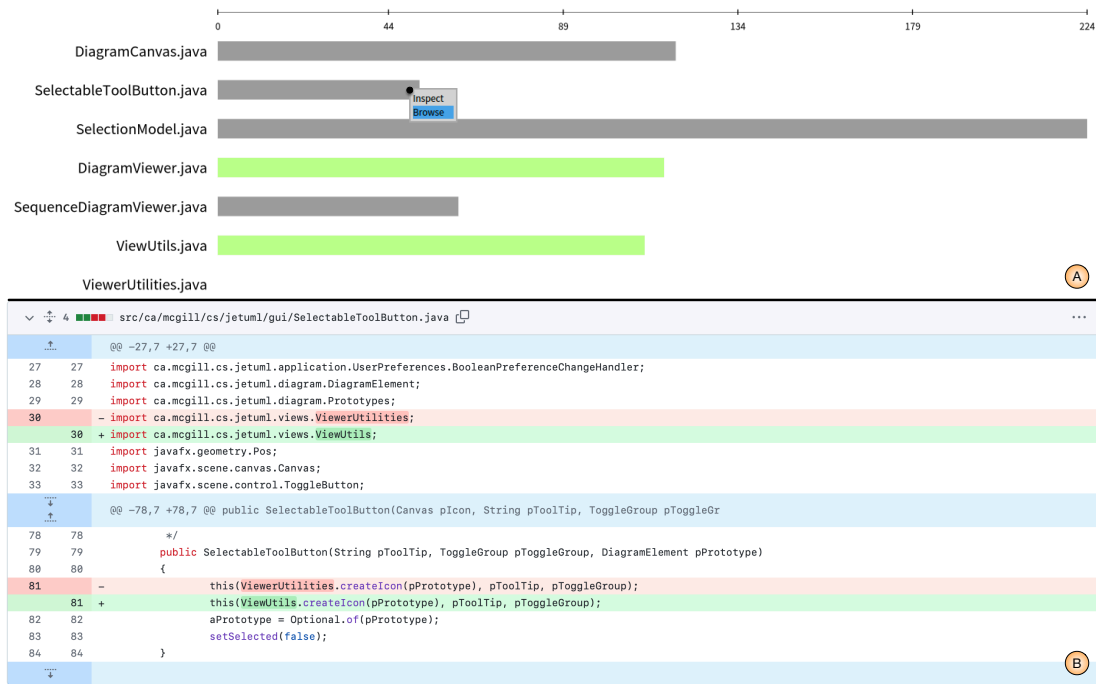 0 44 89 134 179 224
DiagramCanvas.java
SelectableToolButton.java
Inspect
Browse
SelectionModel.java
DiagramViewer.java
SequenceDiagramViewer.java
ViewUtils.java
ViewerUtilities.java
A
4 src/ca/mcgill/cs/jetuml/gui/SelectableToolButton.java ...
@@ -27,7 +27,7 @@
27 27 import ca.mcgill.cs.jetuml.application.UserPreferences.BooleanPreferenceChangeHandler;
28 28 import ca.mcgill.cs.jetuml.diagram.DiagramElement;
29 29 import ca.mcgill.cs.jetuml.diagram.Prototypes;
30 - import ca.mcgill.cs.jetuml.views.ViewerUtilities;
30 + import ca.mcgill.cs.jetuml.views.ViewUtils;
31 31 import javafx.geometry.Pos;
32 32 import javafx.scene.canvas.Canvas;
33 33 import javafx.scene.control.ToggleButton;
@@ -78,7 +78,7 @@ public SelectableToolButton(Canvas pIcon, String pToolTip, ToggleGroup pToggleGr
78 78 */
79 79 public SelectableToolButton(String pToolTip, ToggleGroup pToggleGroup, DiagramElement pPrototype)
80 80 {
81 - this(ViewerUtilities.createIcon(pPrototype), pToolTip, pToggleGroup);
81 + this(ViewUtils.createIcon(pPrototype), pToolTip, pToggleGroup);
82 82 aPrototype = Optional.of(pPrototype);
83 83 setSelected(false);
84 84 }
B